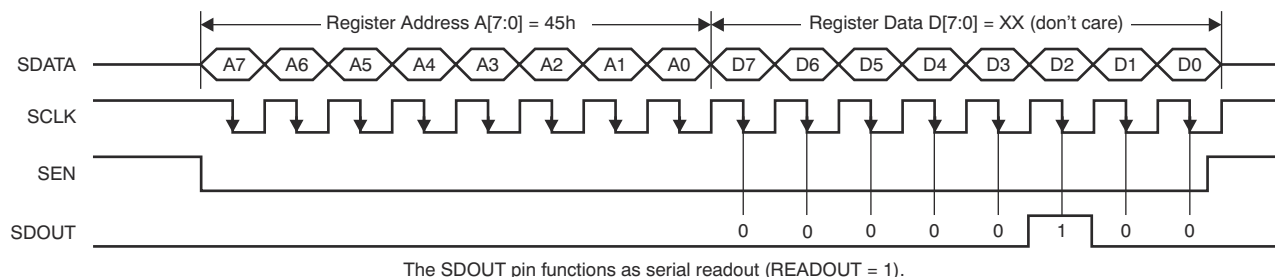 Register Address A[7:0] = 45h Register Data D[7:0] = XX (don't care)
SDATA A7 A6 A5 A4 A3 A2 A1 A0 D7 D6 D5 D4 D3 D2 D1 D0
SCLK
SEN
SDOUT 0 0 0 0 0 1 0 0
The SDOUT pin functions as serial readout (READOUT = 1).